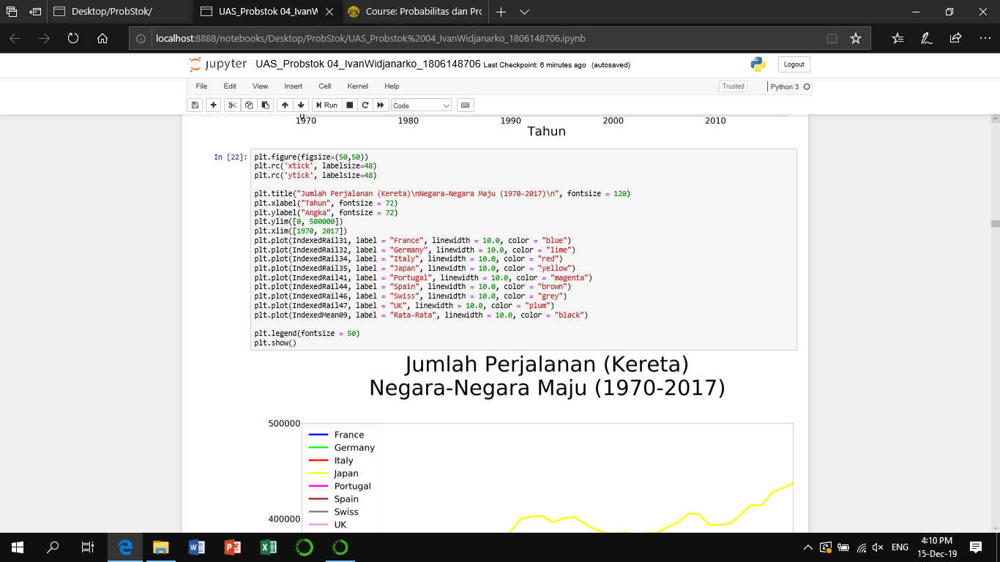 Desktop/ProbStok/
UAS_Probstok 04_IvanW
Course: Probabilitas dan Pro
localhost:8888/notebooks/Desktop/ProbStok/UAS_Probstok%2004_IvanWidjanarko_1806148706.ipynb
jupyter UAS_Probstok 04_IvanWidjanarko_1806148706 Last Checkpoint: 6 minutes ago (autosaved)
Logout
File Edit View Insert Cell Kernel Help
Trusted
Python 3
Run
Code
0
1970 1980 1990 2000 2010
Tahun
In [22]:
plt.figure(figsize=(50,50))
plt.rc('xtick', labelsize=48)
plt.rc('ytick', labelsize=48)
plt.title("Jumlah Perjalanan (Kereta)\nNegara-Negara Maju (1970-2017)\n", fontsize = 120)
plt.xlabel("Tahun", fontsize = 72)
plt.ylabel("Angka", fontsize = 72)
plt.ylim([0, 500000])
plt.xlim([1970, 2017])
plt.plot(IndexedRail31, label = "France", linewidth = 10.0, color = "blue")
plt.plot(IndexedRail32, label = "Germany", linewidth = 10.0, color = "lime")
plt.plot(IndexedRail34, label = "Italy", linewidth = 10.0, color = "red")
plt.plot(IndexedRail35, label = "Japan", linewidth = 10.0, color = "yellow")
plt.plot(IndexedRail41, label = "Portugal", linewidth = 10.0, color = "magenta")
plt.plot(IndexedRail44, label = "Spain", linewidth = 10.0, color = "brown")
plt.plot(IndexedRail46, label = "Swiss", linewidth = 10.0, color = "grey")
plt.plot(IndexedRail47, label = "UK", linewidth = 10.0, color = "plum")
plt.plot(IndexedMean09, label = "Rata-Rata", linewidth = 10.0, color = "black")
plt.legend(fontsize = 50)
plt.show()
Jumlah Perjalanan (Kereta)
Negara-Negara Maju (1970-2017)
500000
France
Germany
Italy
Japan
Portugal
Spain
Swiss
400000
UK
ENG
4:10 PM
15-Dec-19